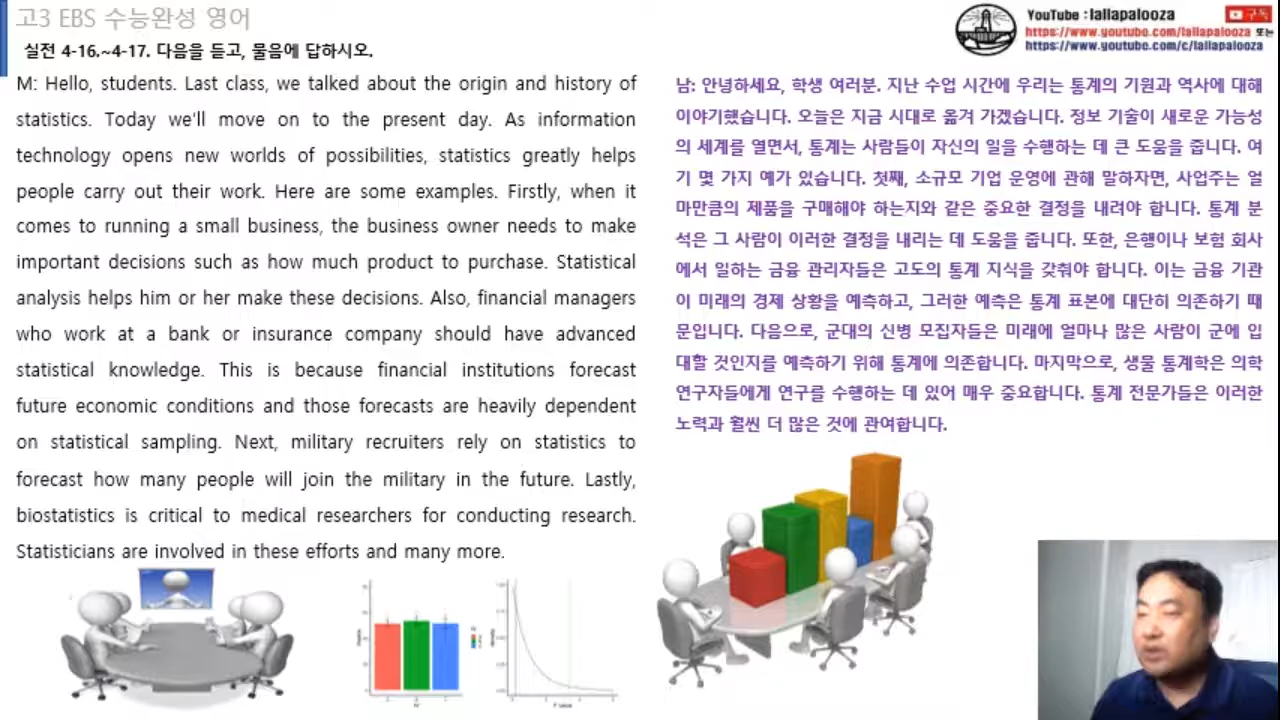 고3 EBS 수능완성 영어
실전 4-16.~4-17. 다음을 듣고, 물음에 답하시오.
YouTube : lallapalooza
구독
https://www.youtube.com/lallapalooza 또는
https://www.youtube.com/c/lallapalooza
M: Hello, students. Last class, we talked about the origin and history of
statistics. Today we'll move on to the present day. As information
technology opens new worlds of possibilities, statistics greatly helps
people carry out their work. Here are some examples. Firstly, when it
comes to running a small business, the business owner needs to make
important decisions such as how much product to purchase. Statistical
analysis helps him or her make these decisions. Also, financial managers
who work at a bank or insurance company should have advanced
statistical knowledge. This is because financial institutions forecast
future economic conditions and those forecasts are heavily dependent
on statistical sampling. Next, military recruiters rely on statistics to
forecast how many people will join the military in the future. Lastly,
biostatistics is critical to medical researchers for conducting research.
Statisticians are involved in these efforts and many more.
남: 안녕하세요, 학생 여러분. 지난 수업 시간에 우리는 통계의 기원과 역사에 대해
이야기했습니다. 오늘은 지금 시대로 옮겨 가겠습니다. 정보 기술이 새로운 가능성
의 세계를 열면서, 통계는 사람들이 자신의 일을 수행하는 데 큰 도움을 줍니다. 여
기 몇 가지 예가 있습니다. 첫째, 소규모 기업 운영에 관해 말하자면, 사업주는 얼
마만큼의 제품을 구매해야 하는지와 같은 중요한 결정을 내려야 합니다. 통계 분
석은 그 사람이 이러한 결정을 내리는 데 도움을 줍니다. 또한, 은행이나 보험 회사
에서 일하는 금융 관리자들은 고도의 통계 지식을 갖춰야 합니다. 이는 금융 기관
이 미래의 경제 상황을 예측하고, 그러한 예측은 통계 표본에 대단히 의존하기 때
문입니다. 다음으로, 군대의 신병 모집자들은 미래에 얼마나 많은 사람이 군에 입
대할 것인지를 예측하기 위해 통계에 의존합니다. 마지막으로, 생물 통계학은 의학
연구자들에게 연구를 수행하는 데 있어 매우 중요합니다. 통계 전문가들은 이러한
노력과 훨씬 더 많은 것에 관여합니다.